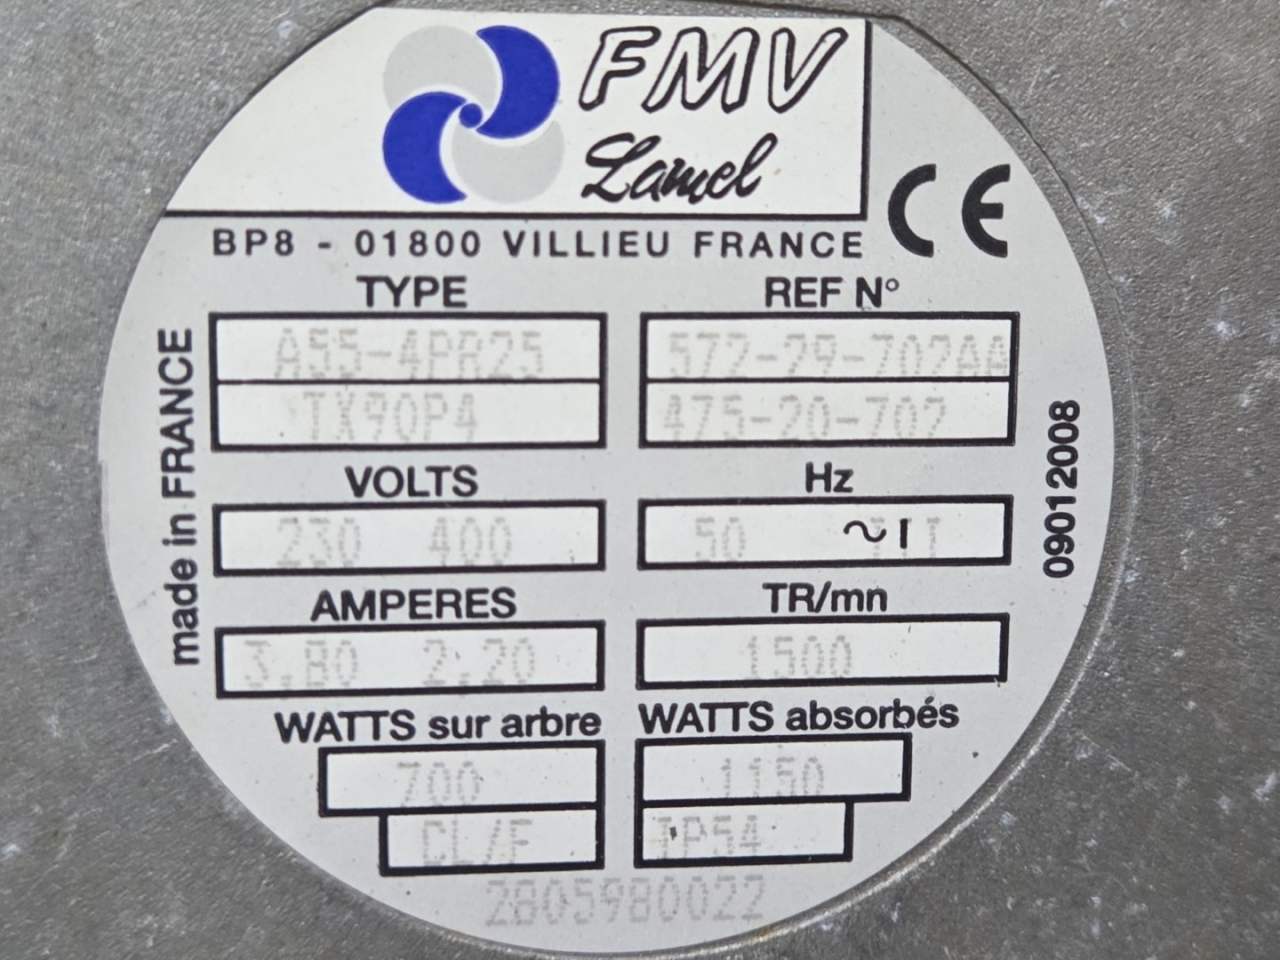 FMV
Lamel
CE
BP8 - 01800 VILLIEU FRANCE
TYPE
REF N°
A55-4PR25
572-29-702AA
TX90P4
475-20-702
VOLTS
Hz
230 400
50 ~
AMPERES
TR/mn
3,80 2,20
1500
WATTS sur arbre
WATTS absorbés
700
1130
CL/F
IP54
2805980022
made in FRANCE
09012008